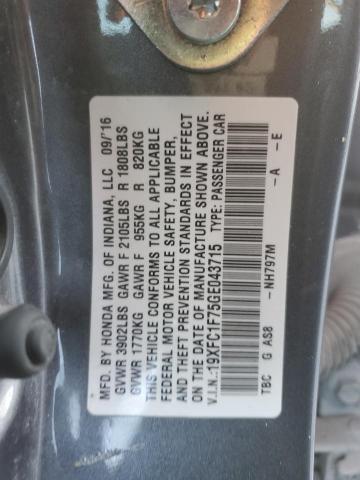 MFD. BY HONDA MFG. OF INDIANA, LLC 09/'16
GVWR 3902LBS GAWR F 2105LBS R 1808LBS
GVWR 1770KG GAWR F 955KG R 820KG
THIS VEHICLE CONFORMS TO ALL APPLICABLE
FEDERAL MOTOR VEHICLE SAFETY, BUMPER,
AND THEFT PREVENTION STANDARDS IN EFFECT
ON THE DATE OF MANUFACTURE SHOWN ABOVE.
V.I.N.:19XFC1F75GE043715 TYPE: PASSENGER CAR
TBC G AS8 -NH797M -A -E